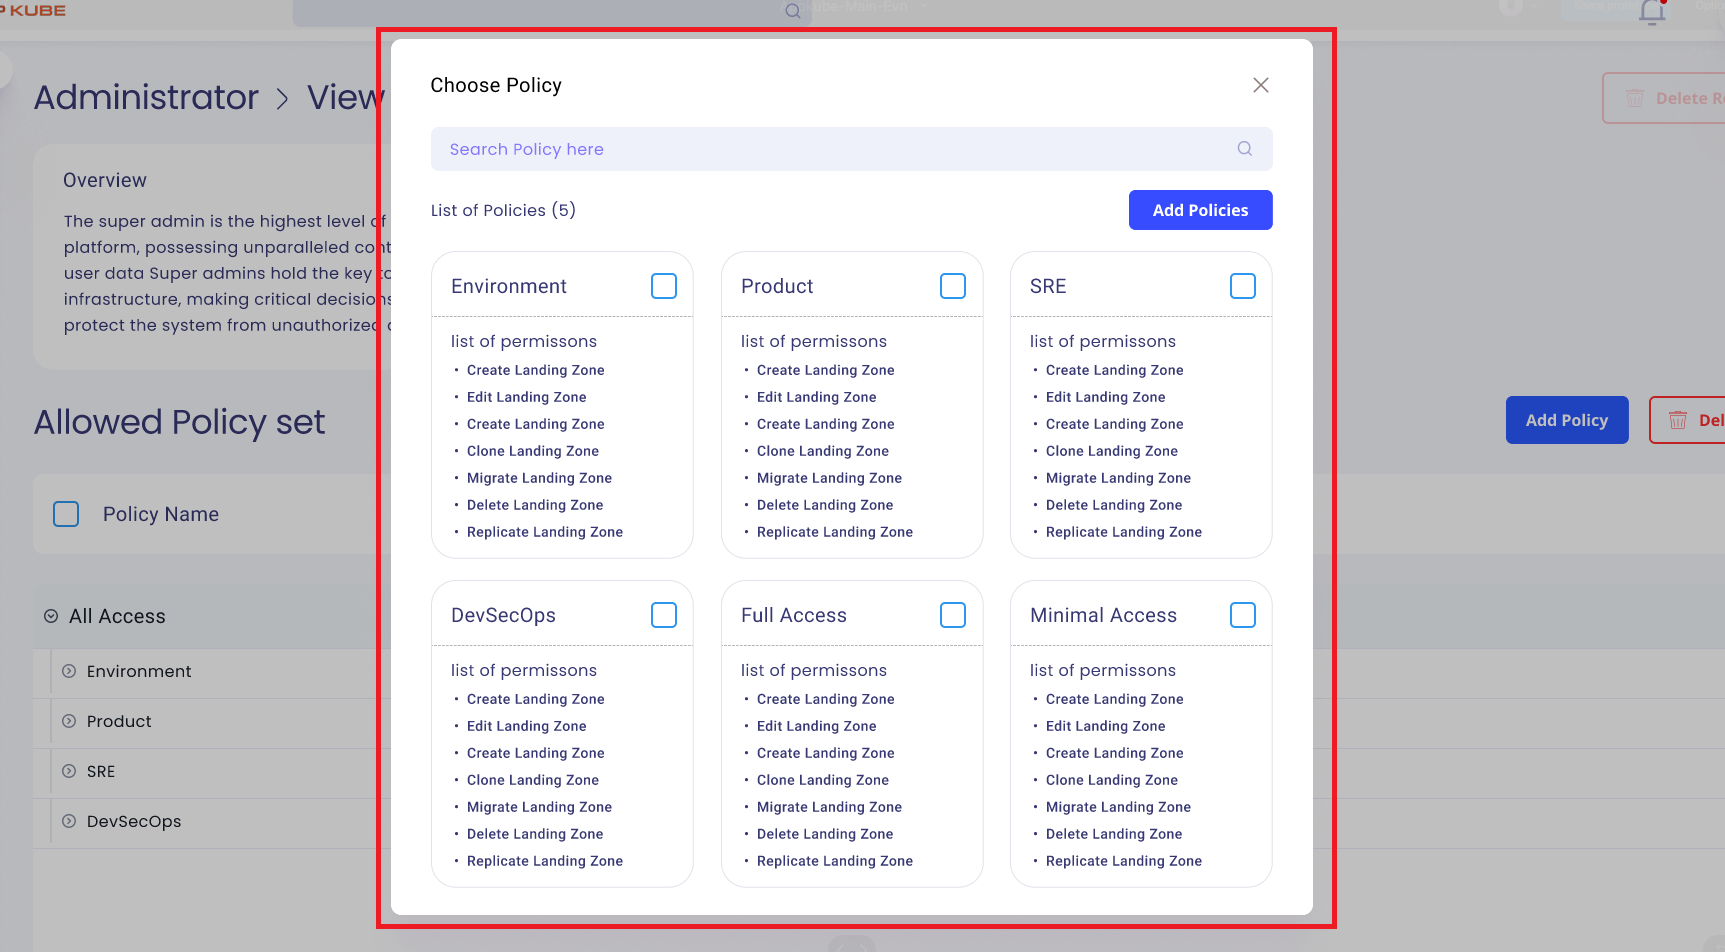 KUBE
kube-Main-Evn
Administrator > View
Delete R
Overview
The super admin is the highest level of
platform, possessing unparalleled cont
user data Super admins hold the key to
infrastructure, making critical decisions
protect the system from unauthorized
Allowed Policy set
Add Policy
Del
Policy Name
All Access
Environment
Product
SRE
DevSecOps
Choose Policy
Search Policy here
List of Policies (5)
Add Policies
Environment
list of permissons
• Create Landing Zone
• Edit Landing Zone
• Create Landing Zone
• Clone Landing Zone
• Migrate Landing Zone
• Delete Landing Zone
• Replicate Landing Zone
Product
list of permissons
• Create Landing Zone
• Edit Landing Zone
• Create Landing Zone
• Clone Landing Zone
• Migrate Landing Zone
• Delete Landing Zone
• Replicate Landing Zone
SRE
list of permissons
• Create Landing Zone
• Edit Landing Zone
• Create Landing Zone
• Clone Landing Zone
• Migrate Landing Zone
• Delete Landing Zone
• Replicate Landing Zone
DevSecOps
list of permissons
• Create Landing Zone
• Edit Landing Zone
• Create Landing Zone
• Clone Landing Zone
• Migrate Landing Zone
• Delete Landing Zone
• Replicate Landing Zone
Full Access
list of permissons
• Create Landing Zone
• Edit Landing Zone
• Create Landing Zone
• Clone Landing Zone
• Migrate Landing Zone
• Delete Landing Zone
• Replicate Landing Zone
Minimal Access
list of permissons
• Create Landing Zone
• Edit Landing Zone
• Create Landing Zone
• Clone Landing Zone
• Migrate Landing Zone
• Delete Landing Zone
• Replicate Landing Zone